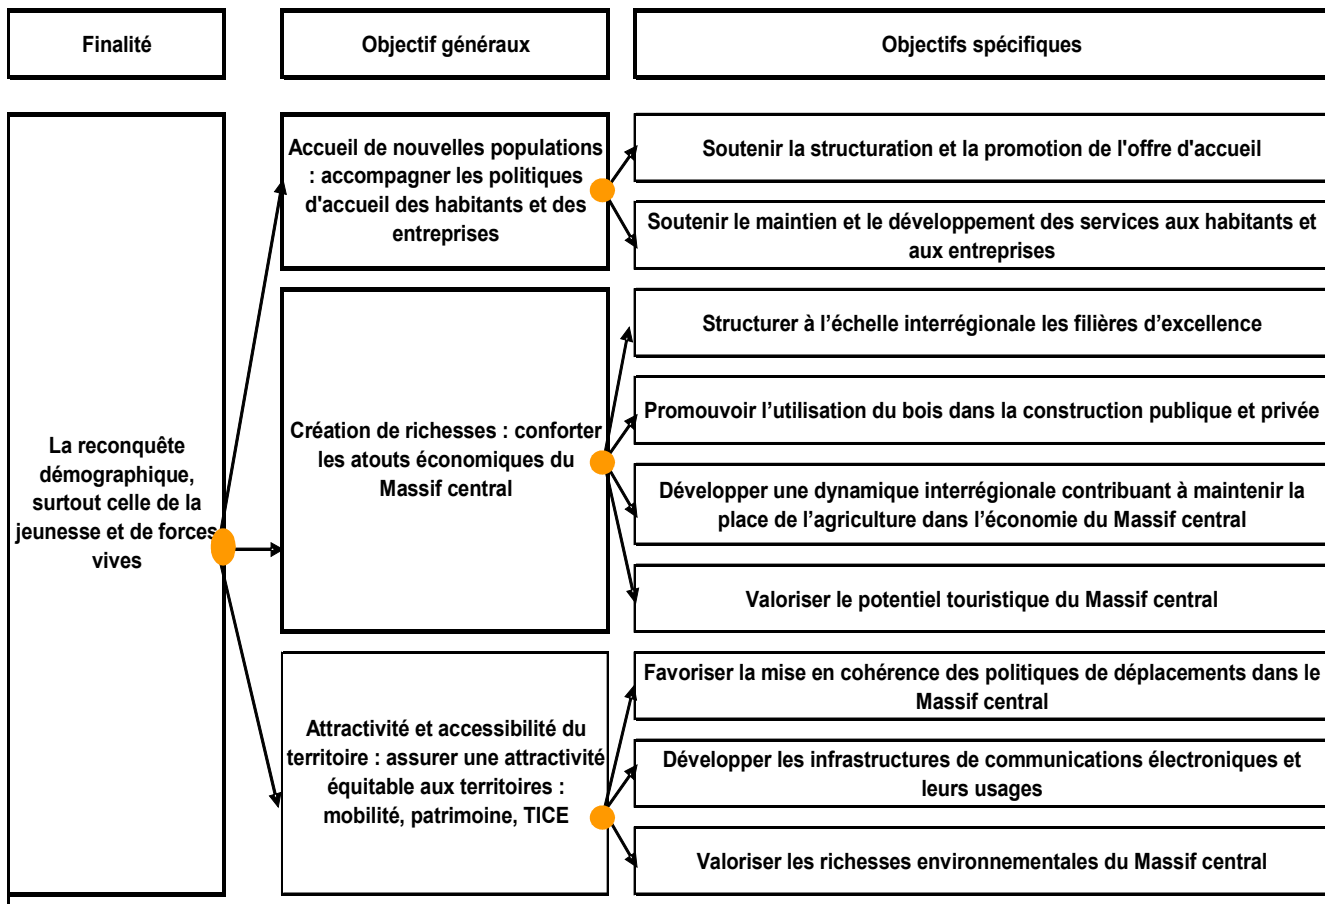 Finalité
Objectif généraux
Objectifs spécifiques
La reconquête
démographique,
surtout celle de la
jeunesse et de forces
vives
Accueil de nouvelles populations
: accompagner les politiques
d'accueil des habitants et des
entreprises
Soutenir la structuration et la promotion de l'offre d'accueil
Soutenir le maintien et le développement des services aux habitants et
aux entreprises
Création de richesses : conforter
les atouts économiques du
Massif central
Structurer à l’échelle interrégionale les filières d’excellence
Promouvoir l’utilisation du bois dans la construction publique et privée
Développer une dynamique interrégionale contribuant à maintenir la
place de l’agriculture dans l’économie du Massif central
Valoriser le potentiel touristique du Massif central
Attractivité et accessibilité du
territoire : assurer une attractivité
équitable aux territoires :
mobilité, patrimoine, TICE
Favoriser la mise en cohérence des politiques de déplacements dans le
Massif central
Développer les infrastructures de communications électroniques et
leurs usages
Valoriser les richesses environnementales du Massif central